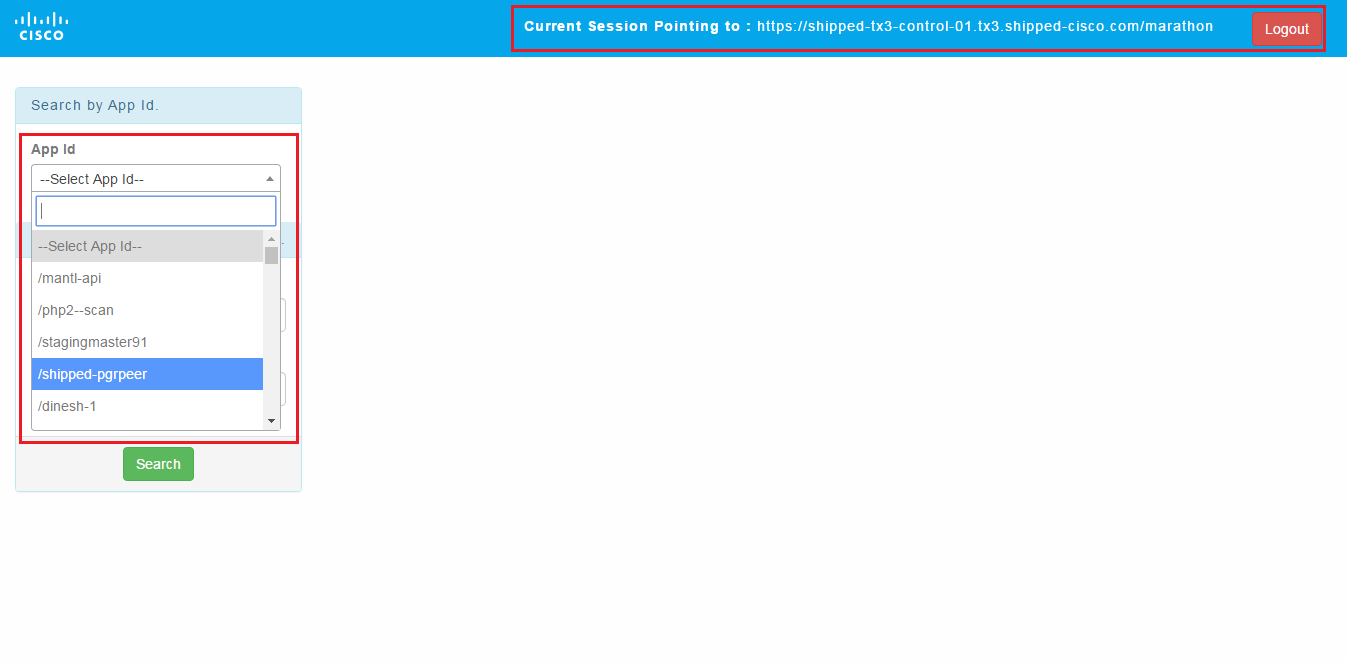 CISCO
Current Session Pointing to : https://shipped-tx3-control-01.tx3.shipped-cisco.com/marathon
Logout
Search by App Id.
App Id
--Select App Id--
--Select App Id--
/mantl-api
/php2--scan
/stagingmaster91
/shipped-pgrpeer
/dinesh-1
Search